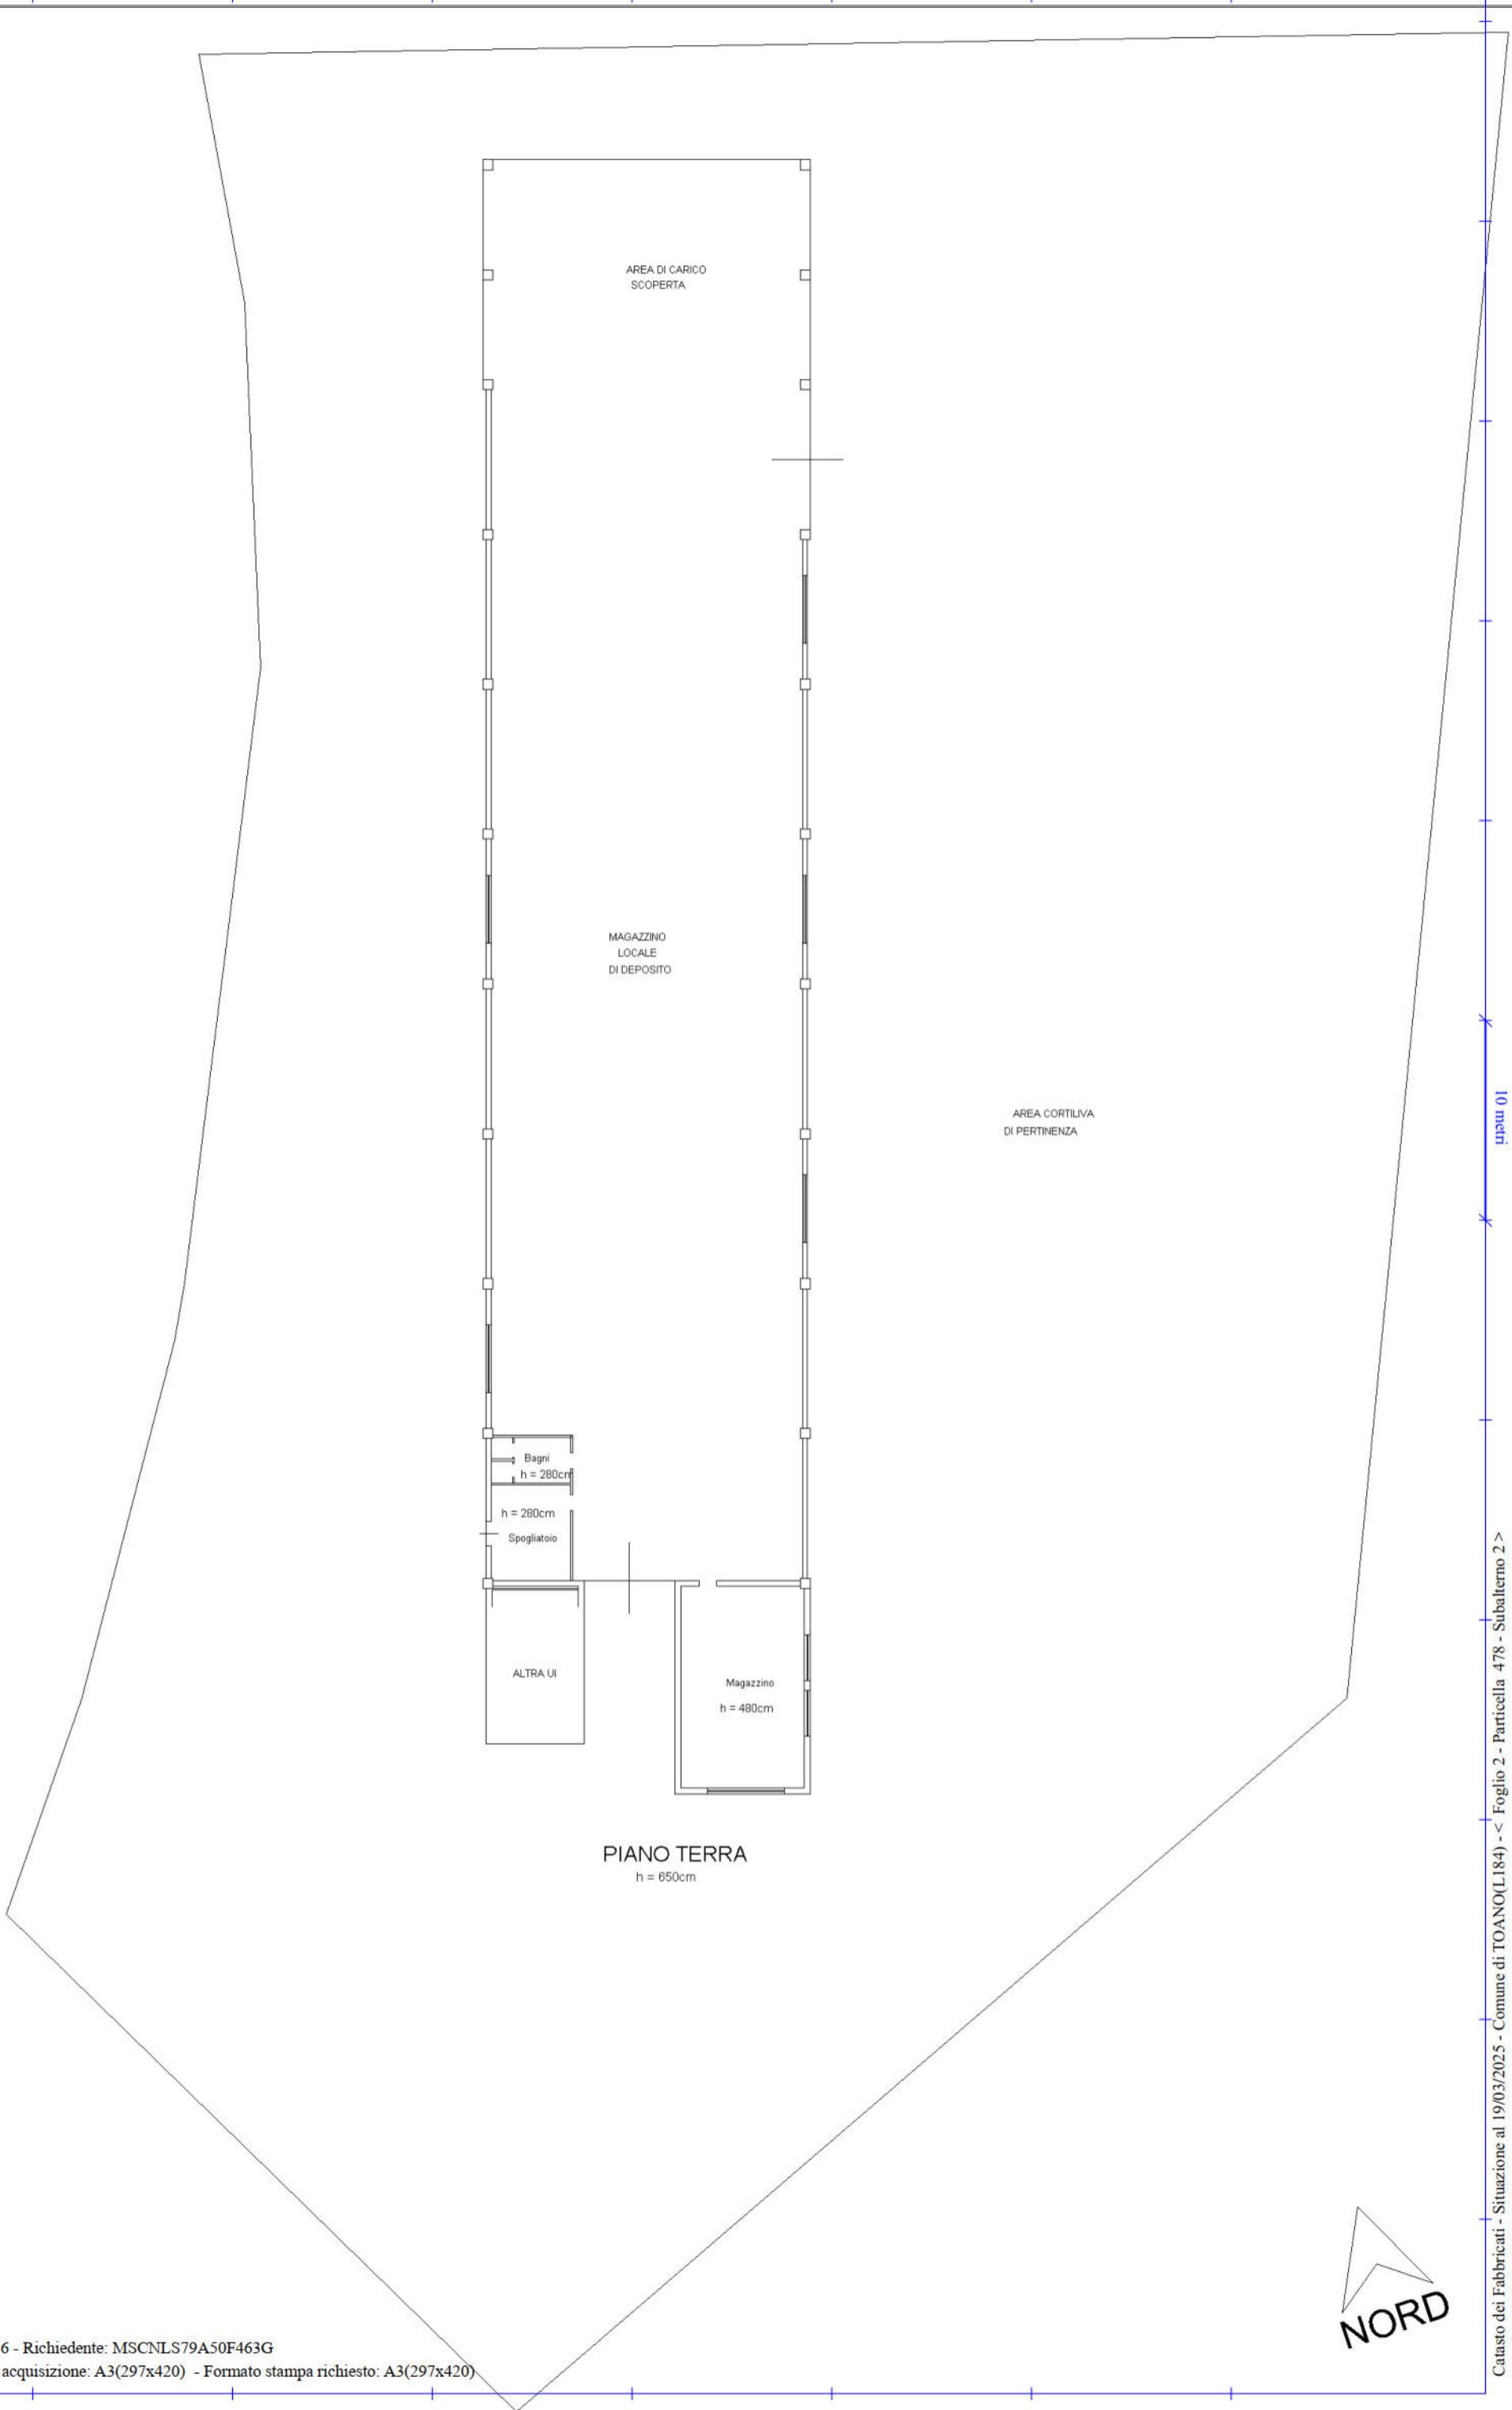 AREA DI CARICO
SCOPERTA
MAGAZZINO
LOCALE
DI DEPOSITO
AREA CORTILIVA
DI PERTINENZA
10 metri
Bagni
h = 280cm
h = 280cm
Spogliatoio
ALTRA UI
Magazzino
h = 480cm
PIANO TERRA
h = 650cm
NORD
Catasto dei Fabbricati - Situazione al 19/03/2025 - Comune di TOANO(L184) - < Foglio 2 - Particella 478 - Subalterno 2 >
6 - Richiedente: MSCNLS79A50F463G
acquisizione: A3(297x420) - Formato stampa richiesto: A3(297x420)